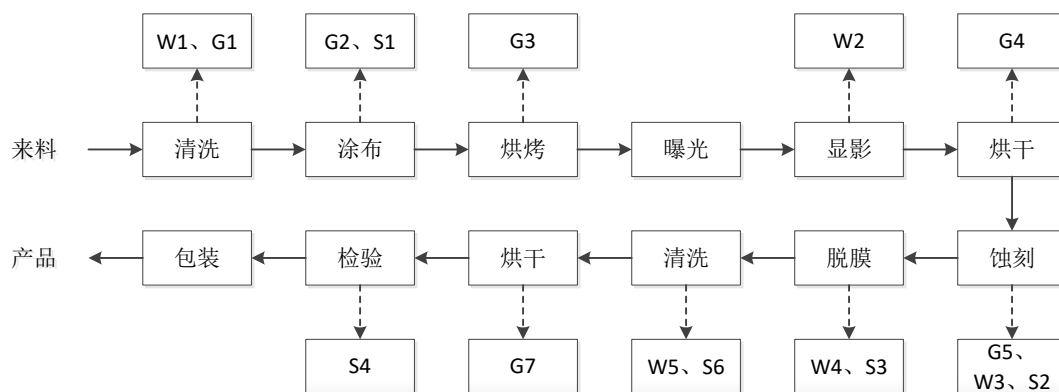 W1、G1
G2、S1
G3
W2
G4
来料
清洗
涂布
烘烤
曝光
显影
烘干
产品
包装
检验
烘干
清洗
脱膜
蚀刻
S4
G7
W5、S6
W4、S3
G5、
W3、S2